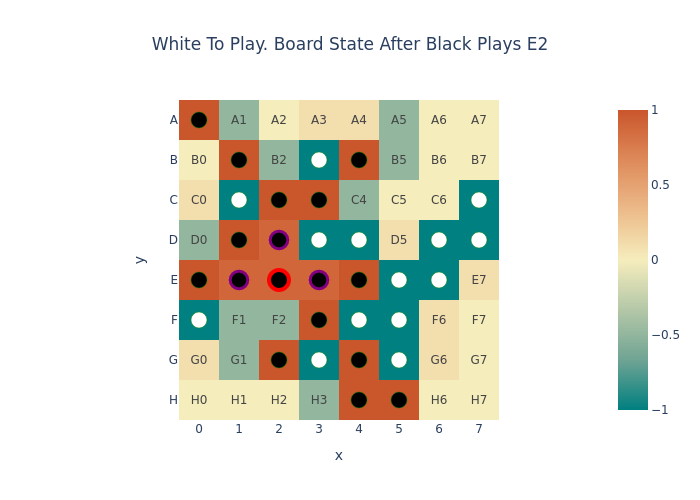 White To Play. Board State After Black Plays E2
A A1 A2 A3 A4 A5 A6 A7
B B0 B2 B5 B6 B7
C C0 C4 C5 C6
D D0 D5
E E7
F F1 F2 F6 F7
G G0 G1 G6 G7
H H0 H1 H2 H3 H6 H7
0 1 2 3 4 5 6 7
x
y
1
0.5
0
−0.5
−1